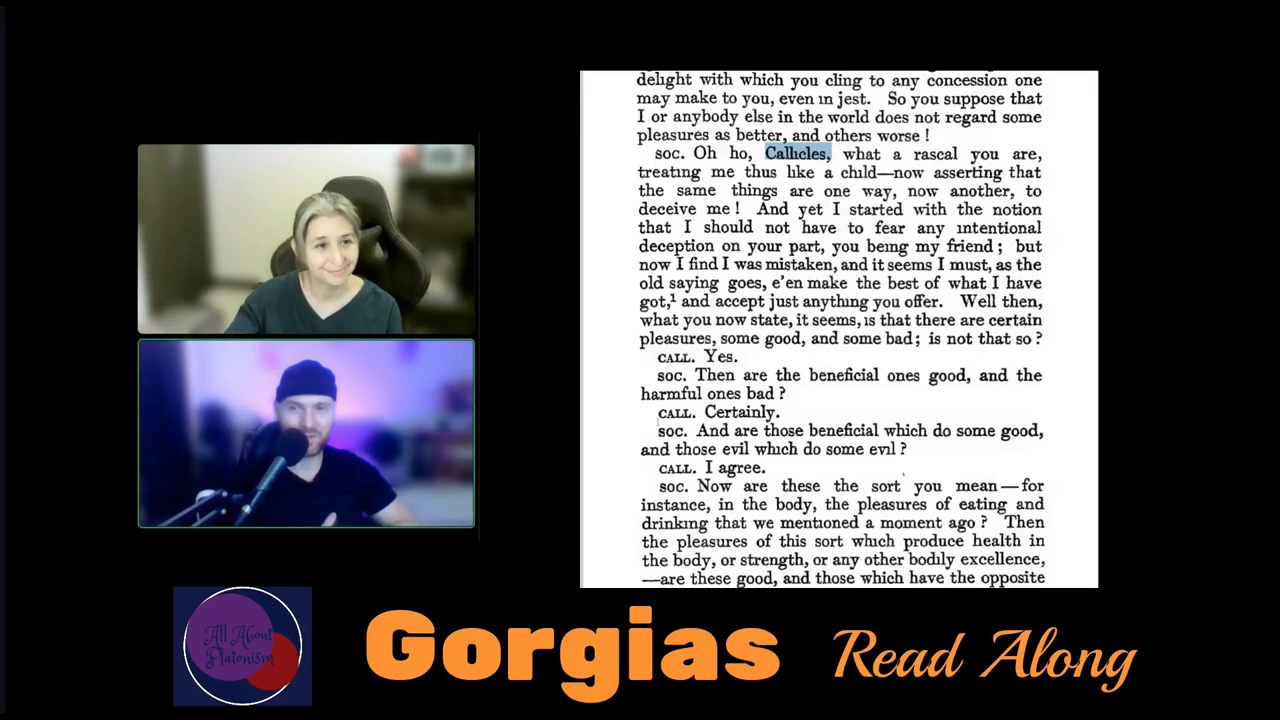 delight with which you cling to any concession one
may make to you, even in jest. So you suppose that
I or anybody else in the world does not regard some
pleasures as better, and others worse !
SOC. Oh ho, Callicles, what a rascal you are,
treating me thus like a child—now asserting that
the same things are one way, now another, to
deceive me ! And yet I started with the notion
that I should not have to fear any intentional
deception on your part, you being my friend ; but
now I find I was mistaken, and it seems I must, as the
old saying goes, e'en make the best of what I have
got,¹ and accept just anything you offer. Well then,
what you now state, it seems, is that there are certain
pleasures, some good, and some bad ; is not that so ?
CALL. Yes.
SOC. Then are the beneficial ones good, and the
harmful ones bad ?
CALL. Certainly.
SOC. And are those beneficial which do some good,
and those evil which do some evil ?
CALL. I agree.
SOC. Now are these the sort you mean—for
instance, in the body, the pleasures of eating and
drinking that we mentioned a moment ago ? Then
the pleasures of this sort which produce health in
the body, or strength, or any other bodily excellence,
—are these good, and those which have the opposite
All About
Platonism
Gorgias Read Along